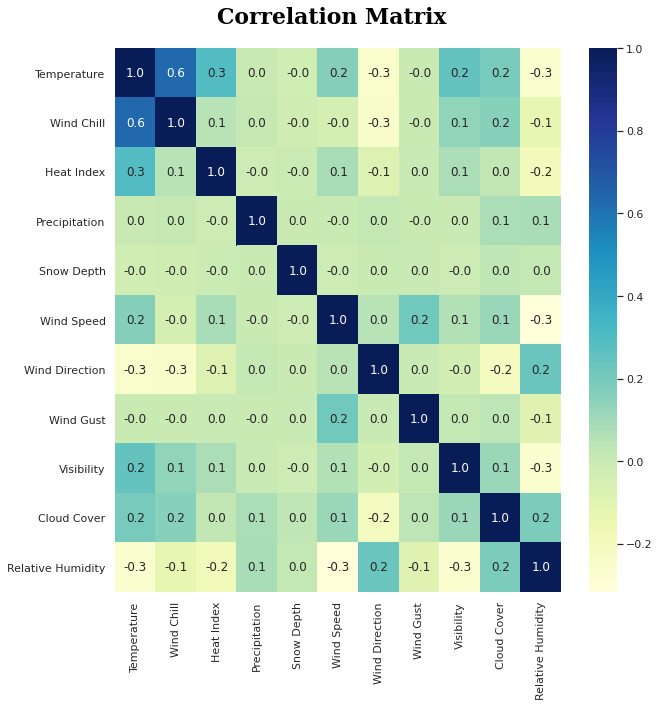 Correlation Matrix
Temperature 1.0 0.6 0.3 0.0 -0.0 0.2 -0.3 -0.0 0.2 0.2 -0.3
Wind Chill 0.6 1.0 0.1 0.0 -0.0 -0.0 -0.3 -0.0 0.1 0.2 -0.1
Heat Index 0.3 0.1 1.0 -0.0 -0.0 0.1 -0.1 0.0 0.1 0.0 -0.2
Precipitation 0.0 0.0 -0.0 1.0 0.0 -0.0 0.0 -0.0 0.0 0.1 0.1
Snow Depth -0.0 -0.0 -0.0 0.0 1.0 -0.0 0.0 0.0 -0.0 0.0 0.0
Wind Speed 0.2 -0.0 0.1 -0.0 -0.0 1.0 0.0 0.2 0.1 0.1 -0.3
Wind Direction -0.3 -0.3 -0.1 0.0 0.0 0.0 1.0 0.0 -0.0 -0.2 0.2
Wind Gust -0.0 -0.0 0.0 -0.0 0.0 0.2 0.0 1.0 0.0 0.0 -0.1
Visibility 0.2 0.1 0.1 0.0 -0.0 0.1 -0.0 0.0 1.0 0.1 -0.3
Cloud Cover 0.2 0.2 0.0 0.1 0.0 0.1 -0.2 0.0 0.1 1.0 0.2
Relative Humidity -0.3 -0.1 -0.2 0.1 0.0 -0.3 0.2 -0.1 -0.3 0.2 1.0
Temperature
Wind Chill
Heat Index
Precipitation
Snow Depth
Wind Speed
Wind Direction
Wind Gust
Visibility
Cloud Cover
Relative Humidity
1.0
0.8
0.6
0.4
0.2
0.0
−0.2